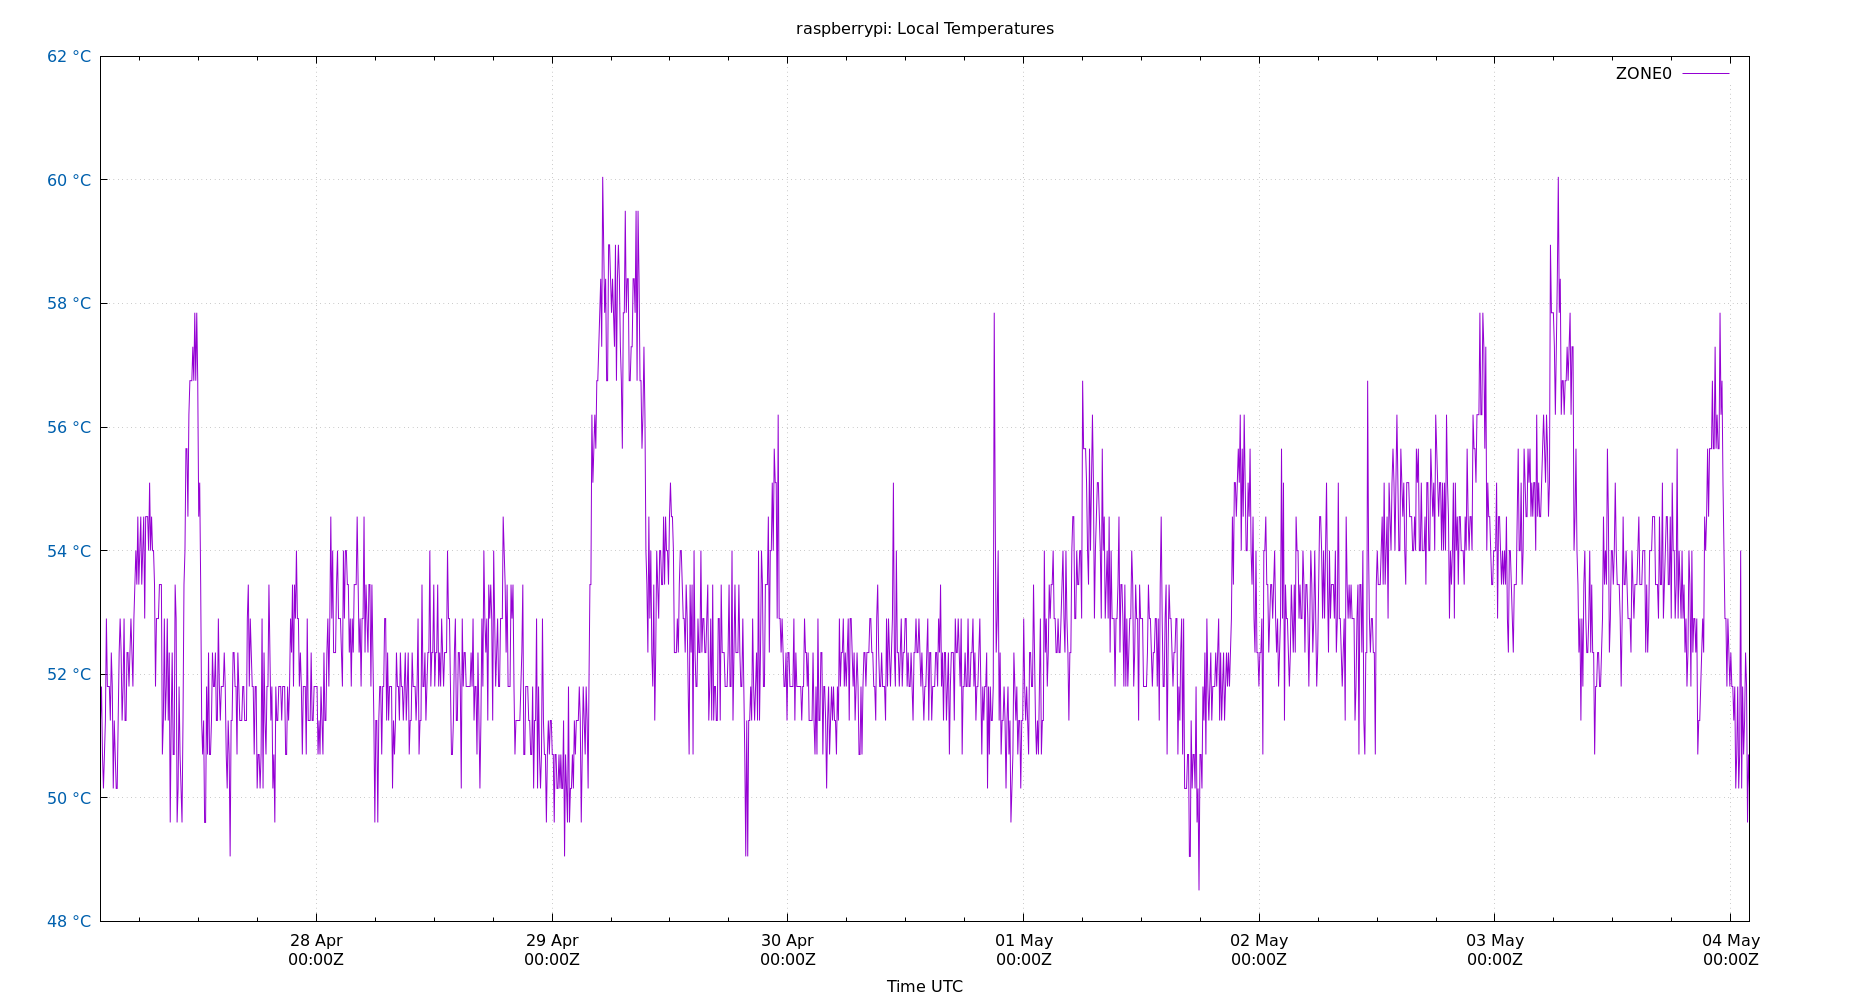 raspberrypi: Local Temperatures
62 °C
ZONE0
60 °C
58 °C
56 °C
54 °C
52 °C
50 °C
48 °C
28 Apr 29 Apr 30 Apr 01 May 02 May 03 May 04 May
00:00Z 00:00Z 00:00Z 00:00Z 00:00Z 00:00Z 00:00Z
Time UTC